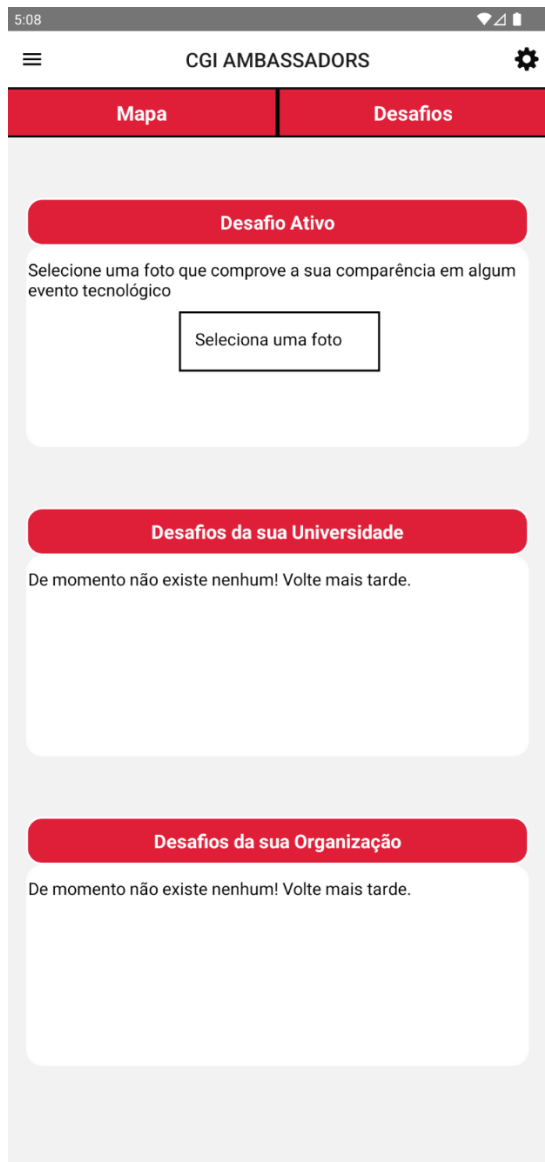 5:08
CGI AMBASSADORS
Mapa
Desafios
Desafio Ativo
Selecione uma foto que comprove a sua comparência em algum
evento tecnológico
Seleciona uma foto
Desafios da sua Universidade
De momento não existe nenhum! Volte mais tarde.
Desafios da sua Organização
De momento não existe nenhum! Volte mais tarde.